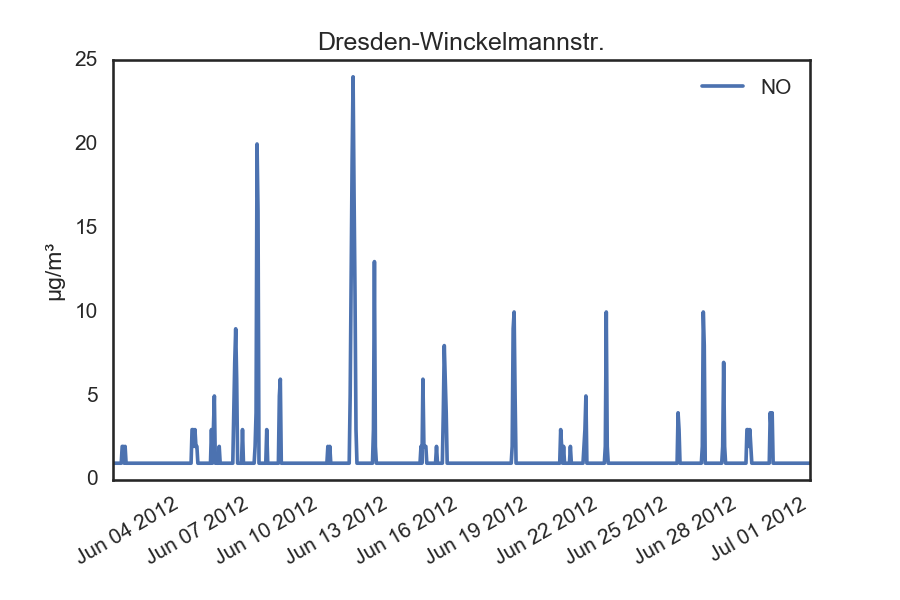 Dresden-Winckelmannstr.
25
20
15
10
5
0
µg/m³
NO
Jun 04 2012
Jun 07 2012
Jun 10 2012
Jun 13 2012
Jun 16 2012
Jun 19 2012
Jun 22 2012
Jun 25 2012
Jun 28 2012
Jul 01 2012